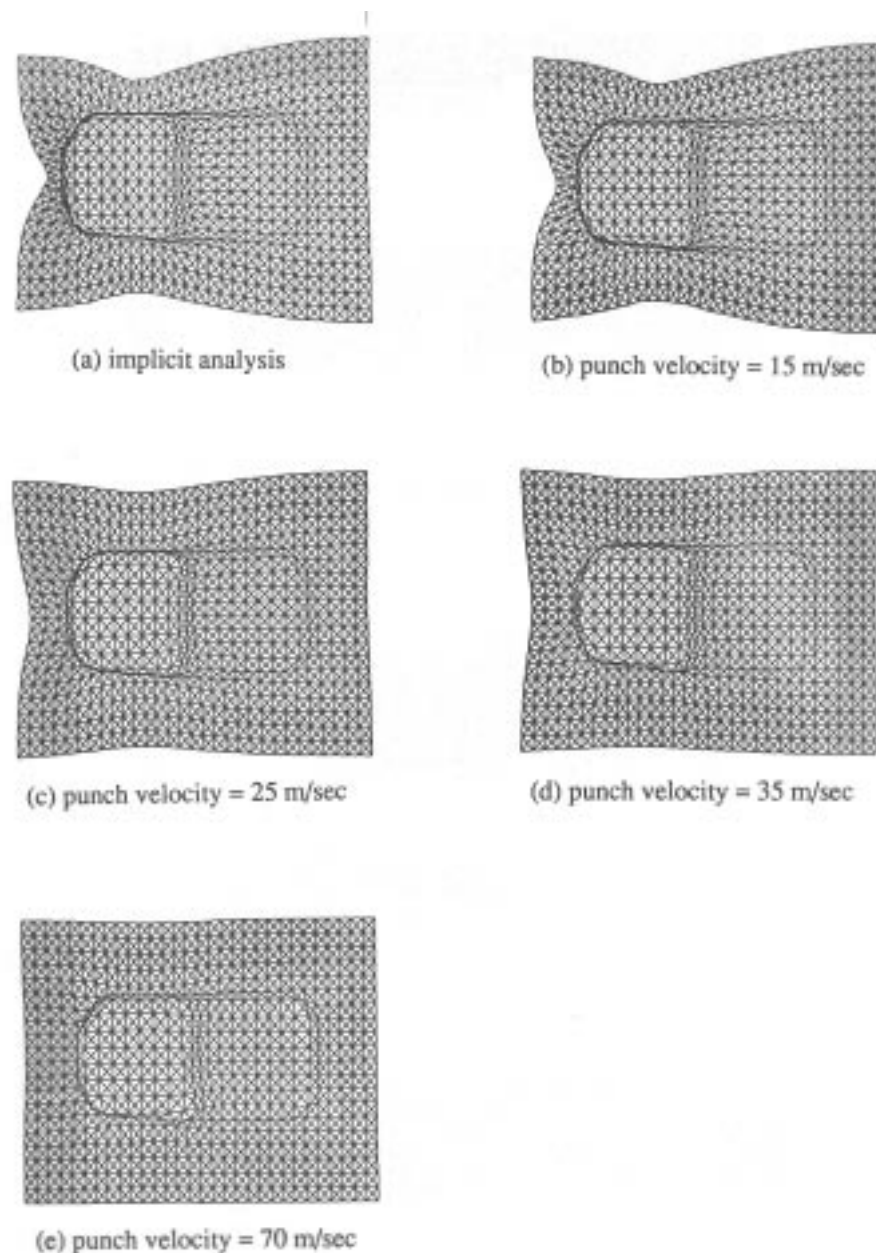 (a) implicit analysis
(b) punch velocity = 15 m/sec
(c) punch velocity = 25 m/sec
(d) punch velocity = 35 m/sec
(e) punch velocity = 70 m/sec